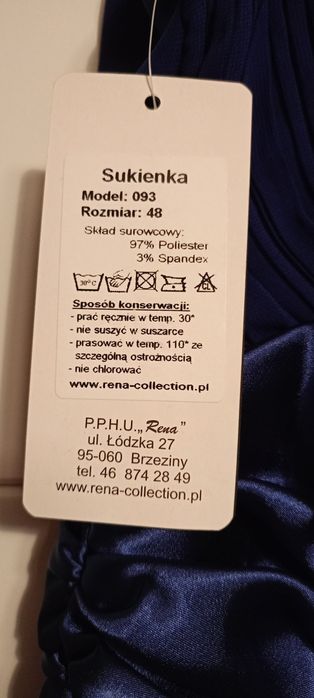 Sukienka
Model: 093
Rozmiar: 48
Skład surowcowy:
97% Poliester
3% Spandex
30°C
CL
Sposób konserwacji:
- prać ręcznie w temp. 30°
- nie suszyć w suszarce
- prasować w temp. 110° ze
szczególną ostrożnością
- nie chlorować
www.rena-collection.pl
P.P.H.U.„Rena”
ul. Łódzka 27
95-060 Brzeziny
tel. 46 874 28 49
www.rena-collection.pl